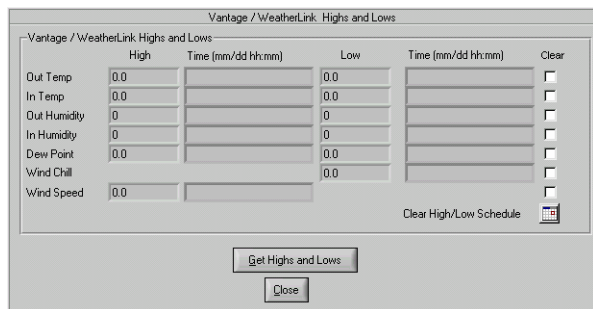 Vantage / WeatherLink Highs and Lows
Vantage / WeatherLink Highs and Lows
High Time (mm/dd hh:mm) Low Time (mm/dd hh:mm) Clear
Out Temp 0.0 0.0
In Temp 0.0 0.0
Out Humidity 0 0
In Humidity 0 0
Dew Point 0.0 0.0
Wind Chill 0.0
Wind Speed 0.0
Clear High/Low Schedule
Get Highs and Lows
Close